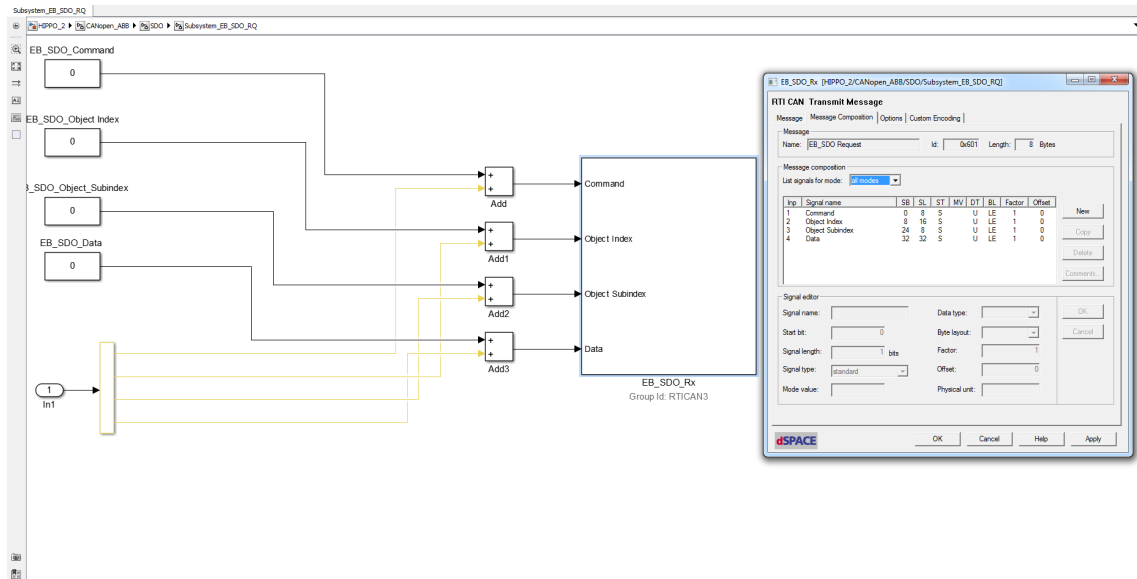 Subsystem_EB_SDO_RQ
HIPPO_2 CANopen_ABB SDO Subsystem_EB_SDO_RQ
EB_SDO_Command
0
EB_SDO_Object Index
0
B_SDO_Object_Subindex
0
EB_SDO_Data
0
1
In1
Add
Add1
Add2
Add3
Command
Object Index
Object Subindex
Data
EB_SDO_Rx
Group Id: RTICAN3
EB_SDO_Rx [HIPPO_2/CANopen_ABB/SDO/Subsystem_EB_SDO_RQ]
RTI CAN Transmit Message
Message Message Composition Options Custom Encoding
Message
Name: EB_SDO Request Id: 0x601 Length: 8 Bytes
Message composition
List signals for mode: all modes
Inp Signal name SB SL ST MV DT BL Factor Offset
1 Command 0 8 S U LE 1 0
2 Object Index 8 16 S U LE 1 0
3 Object Subindex 24 8 S U LE 1 0
4 Data 32 32 S U LE 1 0
New
Copy
Delete
Comments...
Signal editor
Signal name: Data type:
Start bit: 0 Byte layout:
Signal length: 1 bits Factor: 1
Signal type: standard Offset: 0
Mode value: Physical unit:
OK
Cancel
dSPACE
OK Cancel Help Apply